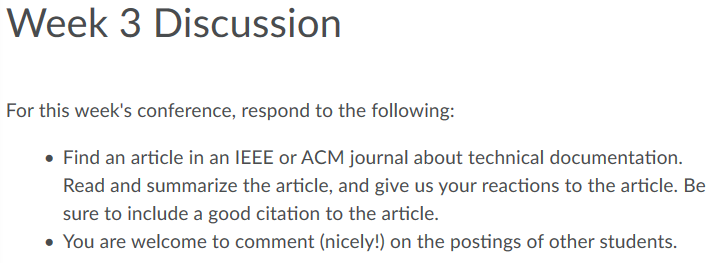 Week 3 Discussion
For this week's conference, respond to the following:
• Find an article in an IEEE or ACM journal about technical documentation.
Read and summarize the article, and give us your reactions to the article. Be
sure to include a good citation to the article.
• You are welcome to comment (nicely!) on the postings of other students.